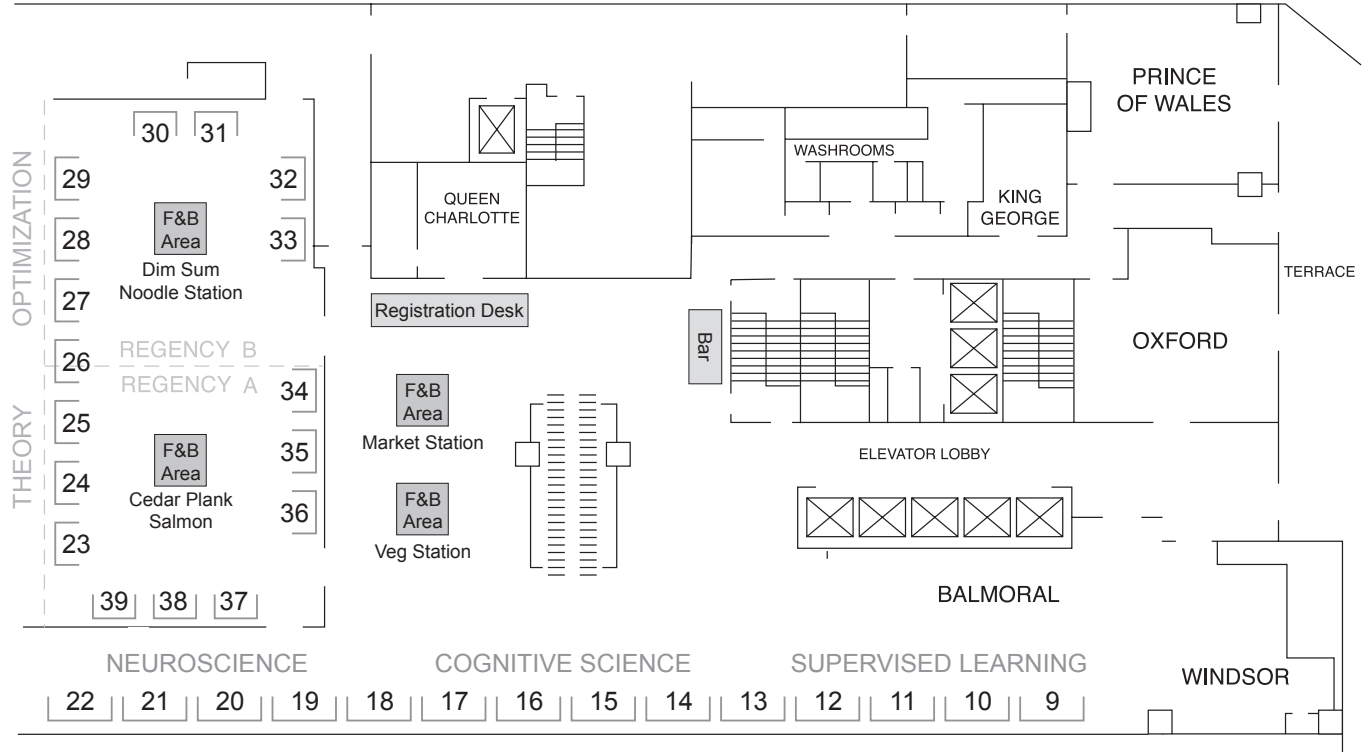 PRINCE
OF WALES
30 31
WASHROOMS
29 32
QUEEN
CHARLOTTE
KING
GEORGE
F&B
Area
28 33
Dim Sum
Noodle Station
TERRACE
27
Registration Desk
Bar
OXFORD
OPTIMIZATION
26
REGENCY B
REGENCY A
34
F&B
Area
Market Station
25
35
ELEVATOR LOBBY
F&B
Area
Cedar Plank
Salmon
THEORY
24
36
F&B
Area
Veg Station
23
BALMORAL
39 38 37
NEUROSCIENCE COGNITIVE SCIENCE SUPERVISED LEARNING
WINDSOR
22 21 20 19 18 17 16 15 14 13 12 11 10 9